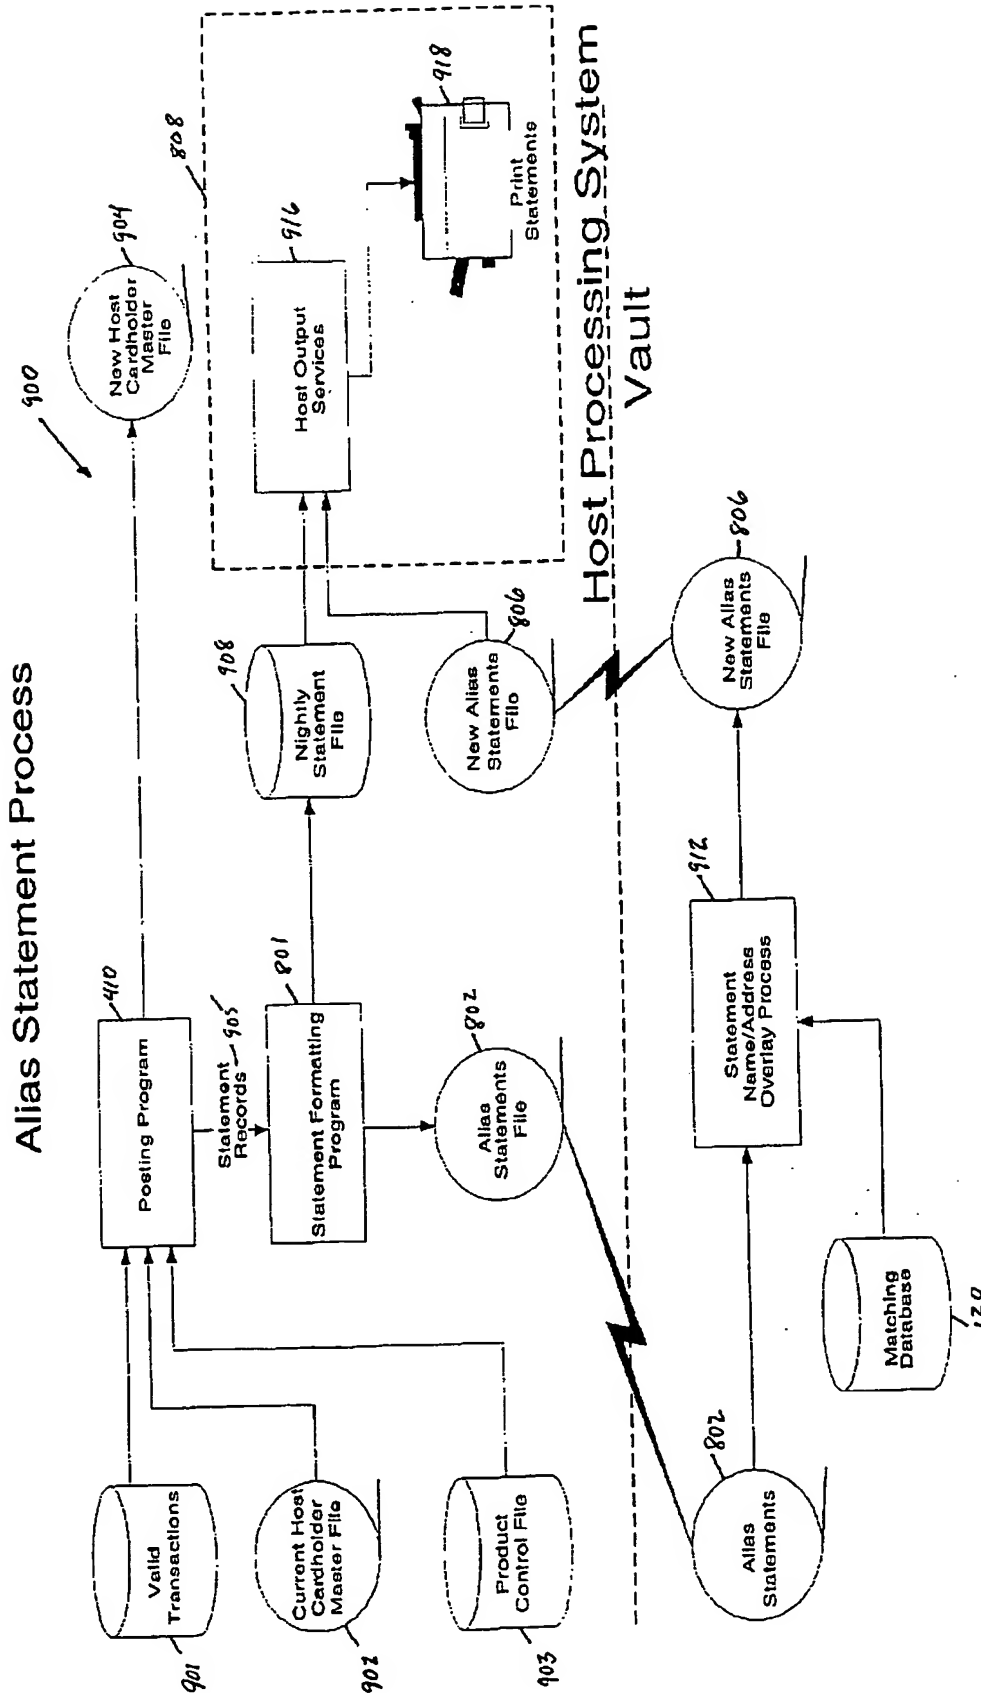 Alias Statement Process
900
Valid
Transactions
901
Current Host
Cardholder
Master File
902
Product
Control File
903
Posting Program
410
Statement
Records
905
Statement Formatting
Program
801
Alias
Statements
File
802
New Host
Cardholder
Master
File
904
Nightly
Statement
File
908
New Alias
Statements
File
806
808
Host Output
Services
916
Print
Statements
918
Host Processing System
Vault
Alias
Statements
802
Matching
Database
Statement
Name/Address
Overlay Process
912
New Alias
Statements
File
806